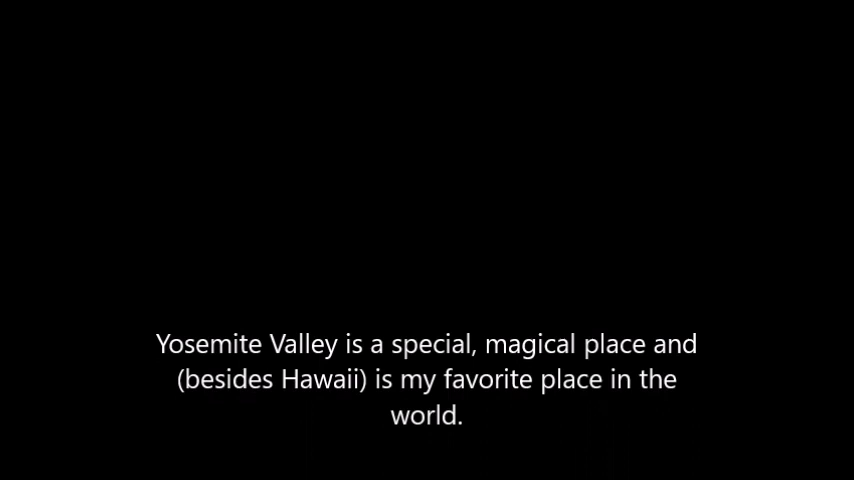 Yosemite Valley is a special, magical place and
(besides Hawaii) is my favorite place in the
world.